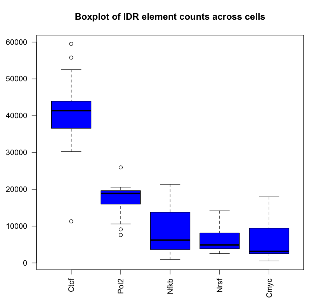 Boxplot of IDR element counts across cells
60000
50000
40000
30000
20000
10000
0
Ctcf
Pol2
Nfkb
Nrsf
Cmyc